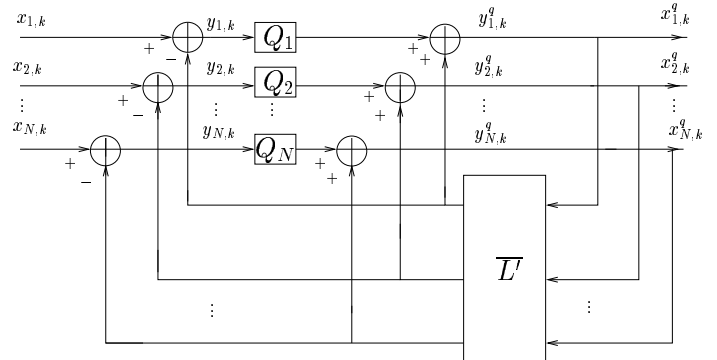 x_{1,k} + − y_{1,k} Q_1 + + y^q_{1,k} x^q_{1,k}
x_{2,k} + − y_{2,k} Q_2 + + y^q_{2,k} x^q_{2,k}
⋮ ⋮ ⋮ ⋮ ⋮
x_{N,k} + − y_{N,k} Q_N + + y^q_{N,k} x^q_{N,k}
\overline{L'}
⋮ ⋮